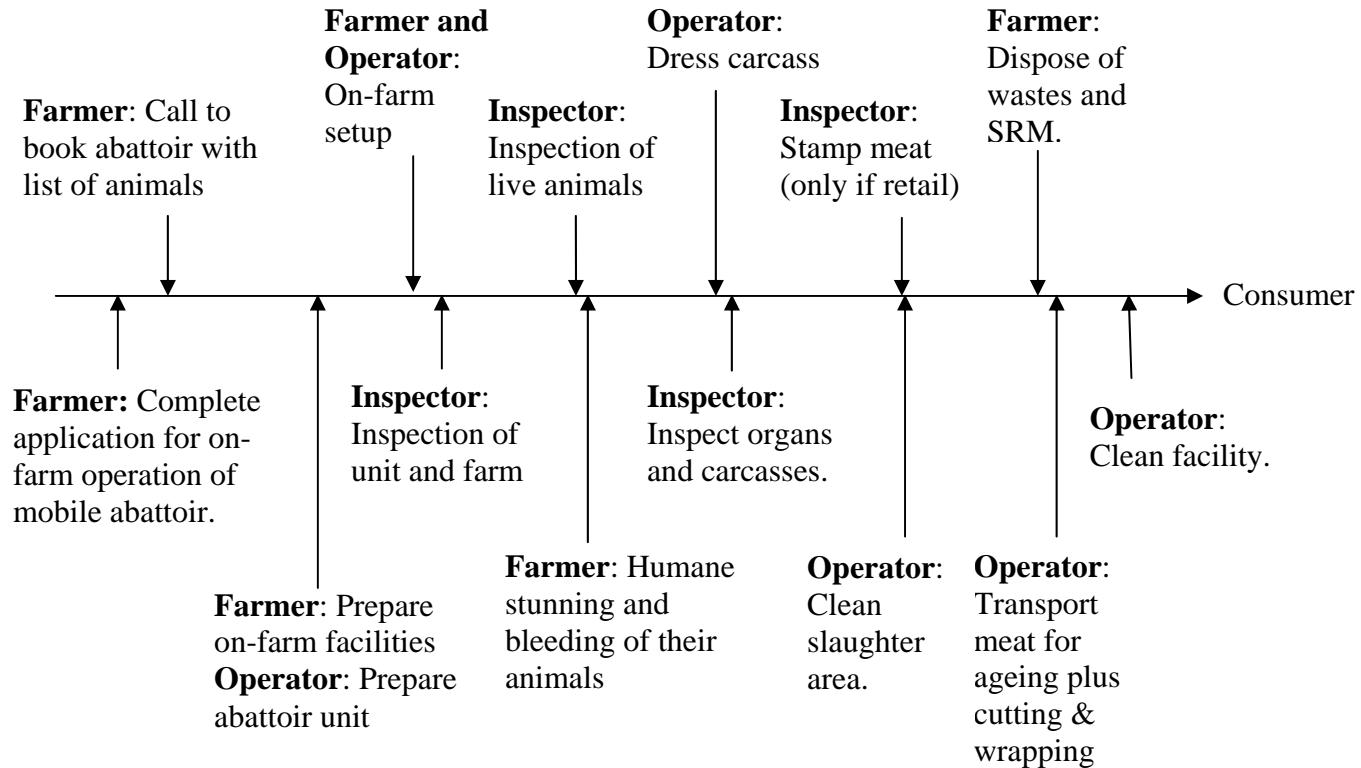 Farmer: Call to
book abattoir with
list of animals
Farmer and
Operator:
On-farm
setup
Inspector:
Inspection of
live animals
Operator:
Dress carcass
Inspector:
Stamp meat
(only if retail)
Farmer:
Dispose of
wastes and
SRM.
Consumer
Farmer: Complete
application for on-
farm operation of
mobile abattoir.
Farmer: Prepare
on-farm facilities
Operator: Prepare
abattoir unit
Inspector:
Inspection of
unit and farm
Farmer: Humane
stunning and
bleeding of their
animals
Inspector:
Inspect organs
and carcasses.
Operator:
Clean
slaughter
area.
Operator:
Transport
meat for
ageing plus
cutting &
wrapping
Operator:
Clean facility.